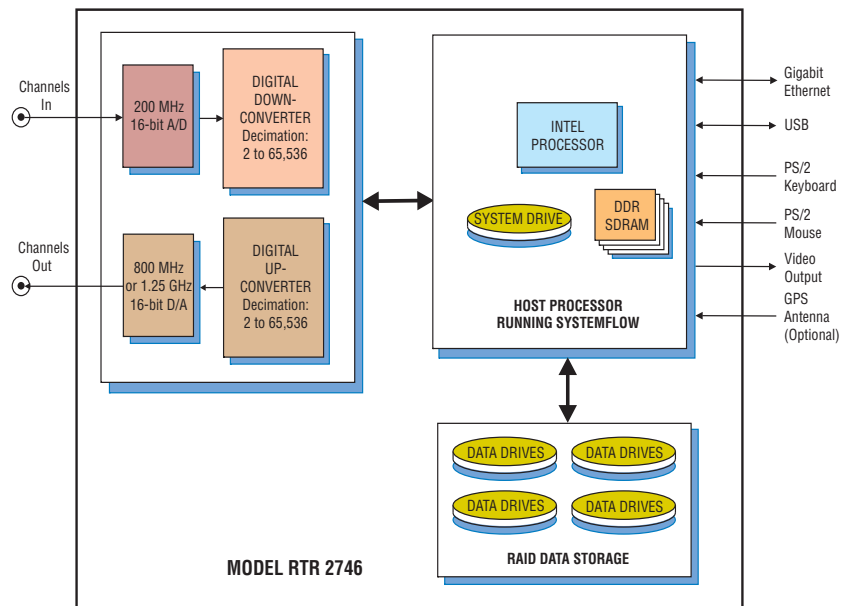 Channels
In
200 MHz
16-bit A/D
DIGITAL
DOWN-
CONVERTER
Decimation:
2 to 65,536
Channels
Out
800 MHz
or 1.25 GHz
16-bit D/A
DIGITAL
UP-
CONVERTER
Decimation:
2 to 65,536
INTEL
PROCESSOR
SYSTEM DRIVE
DDR
SDRAM
HOST PROCESSOR
RUNNING SYSTEMFLOW
Gigabit
Ethernet
USB
PS/2
Keyboard
PS/2
Mouse
Video
Output
GPS
Antenna
(Optional)
DATA DRIVES
DATA DRIVES
DATA DRIVES
DATA DRIVES
RAID DATA STORAGE
MODEL RTR 2746